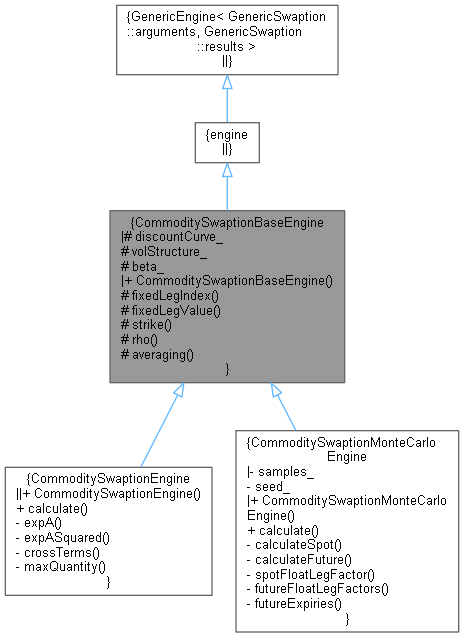 {GenericEngine< GenericSwaption
::arguments, GenericSwaption
::results >
||}
{engine
||}
{CommoditySwaptionBaseEngine
|# discountCurve_
# volStructure_
# beta_
|+ CommoditySwaptionBaseEngine()
# fixedLegIndex()
# fixedLegValue()
# strike()
# rho()
# averaging()
}
{CommoditySwaptionEngine
||+ CommoditySwaptionEngine()
+ calculate()
- expA()
- expASquared()
- crossTerms()
- maxQuantity()
}
{CommoditySwaptionMonteCarlo
Engine
|- samples_
- seed_
|+ CommoditySwaptionMonteCarlo
Engine()
+ calculate()
- calculateSpot()
- calculateFuture()
- spotFloatLegFactor()
- futureFloatLegFactors()
- futureExpiries()
}